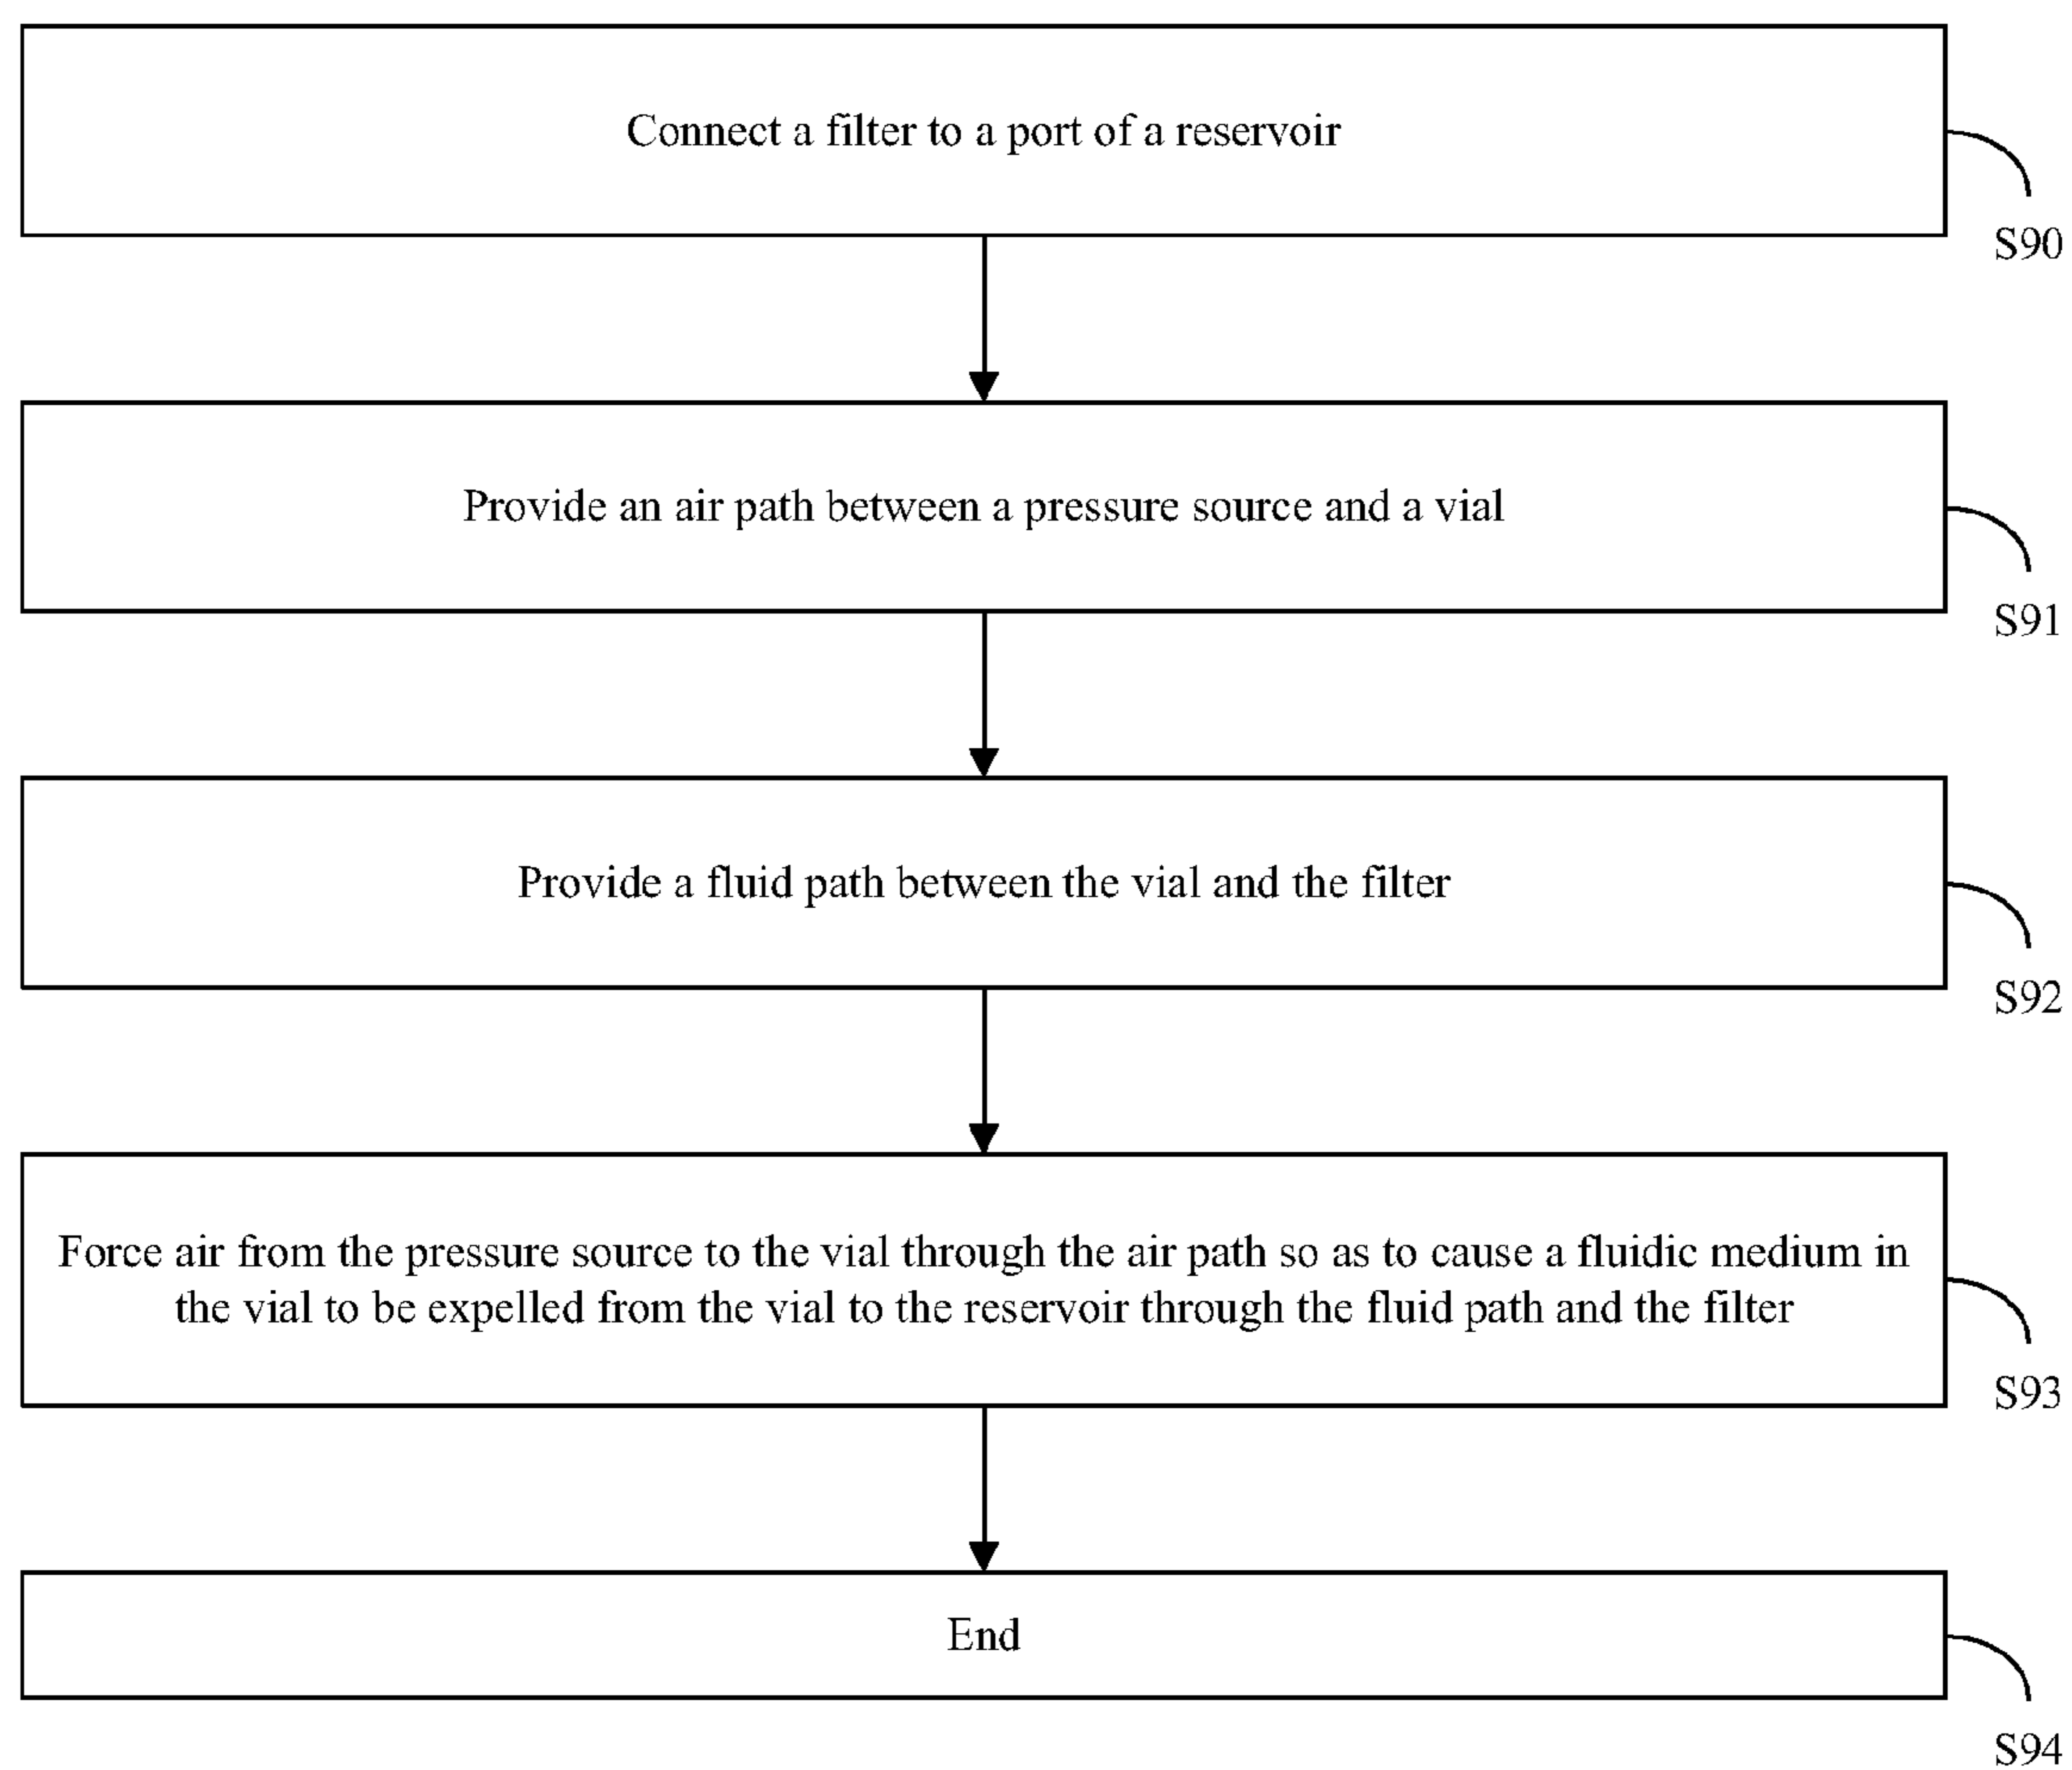 Connect a filter to a port of a reservoir
S90
Provide an air path between a pressure source and a vial
S91
Provide a fluid path between the vial and the filter
S92
Force air from the pressure source to the vial through the air path so as to cause a fluidic medium in
the vial to be expelled from the vial to the reservoir through the fluid path and the filter
S93
End
S94